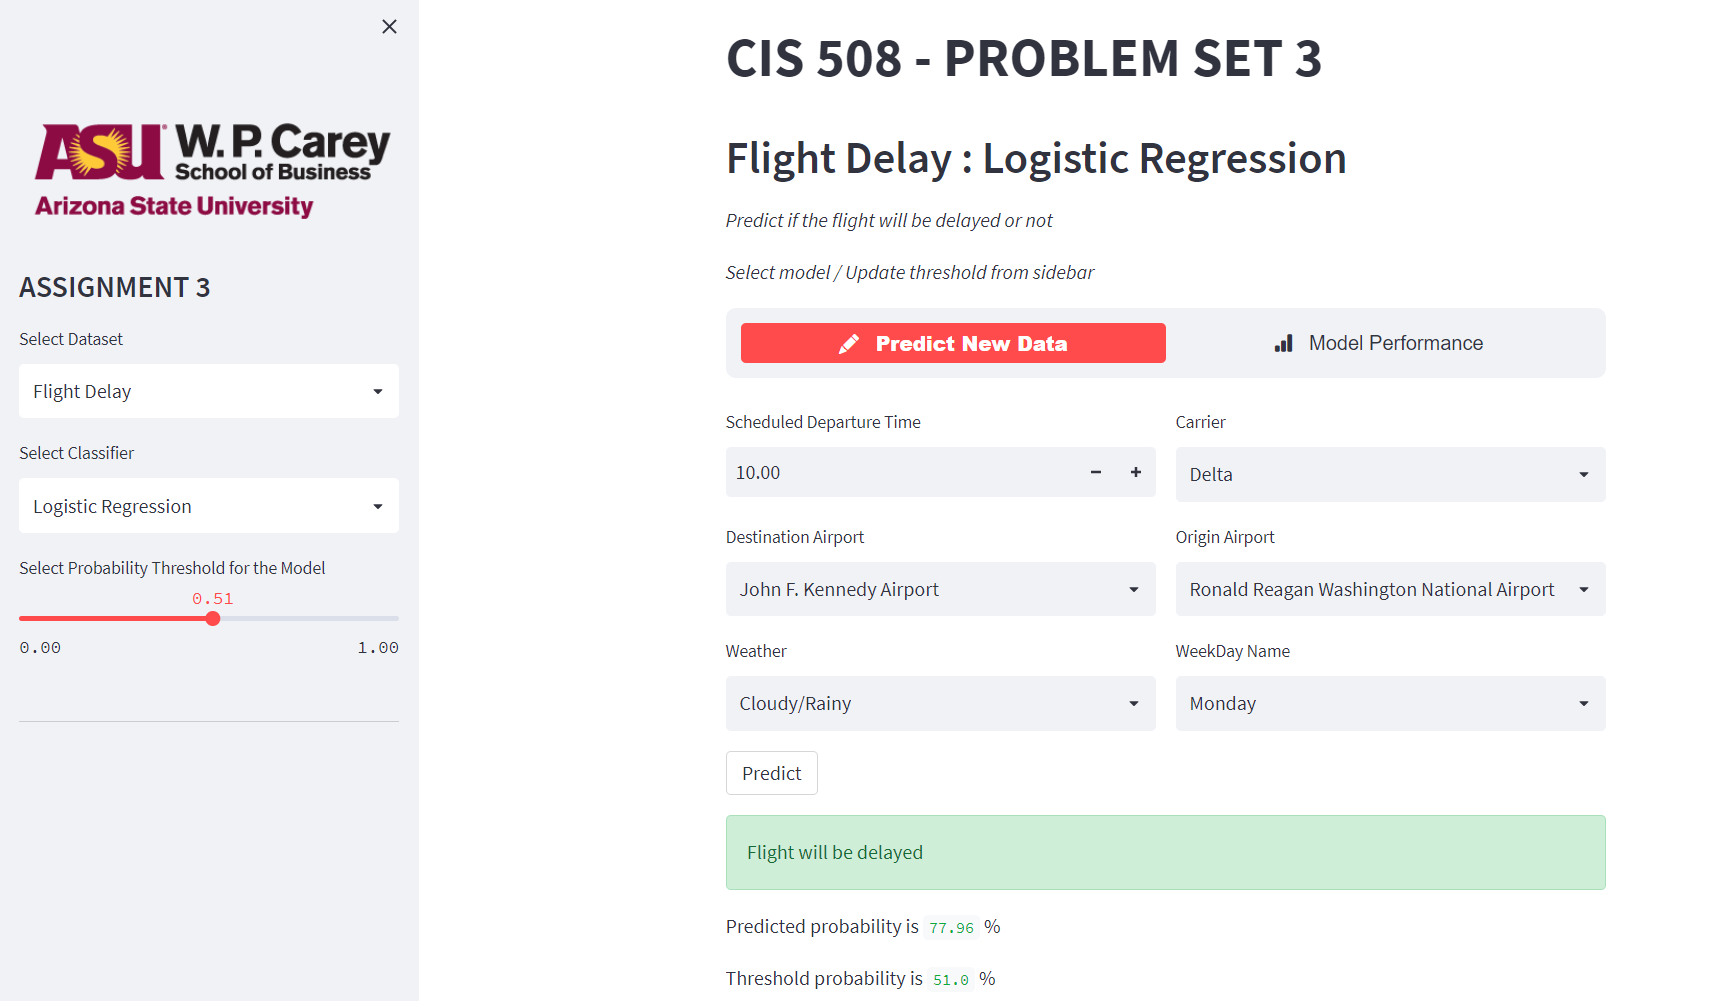 ASU W. P. Carey
School of Business
Arizona State University
ASSIGNMENT 3
Select Dataset
Flight Delay
Select Classifier
Logistic Regression
Select Probability Threshold for the Model
0.51
0.00 1.00
CIS 508 - PROBLEM SET 3
Flight Delay : Logistic Regression
Predict if the flight will be delayed or not
Select model / Update threshold from sidebar
Predict New Data Model Performance
Scheduled Departure Time Carrier
10.00 Delta
Destination Airport Origin Airport
John F. Kennedy Airport Ronald Reagan Washington National Airport
Weather WeekDay Name
Cloudy/Rainy Monday
Predict
Flight will be delayed
Predicted probability is 77.96 %
Threshold probability is 51.0 %